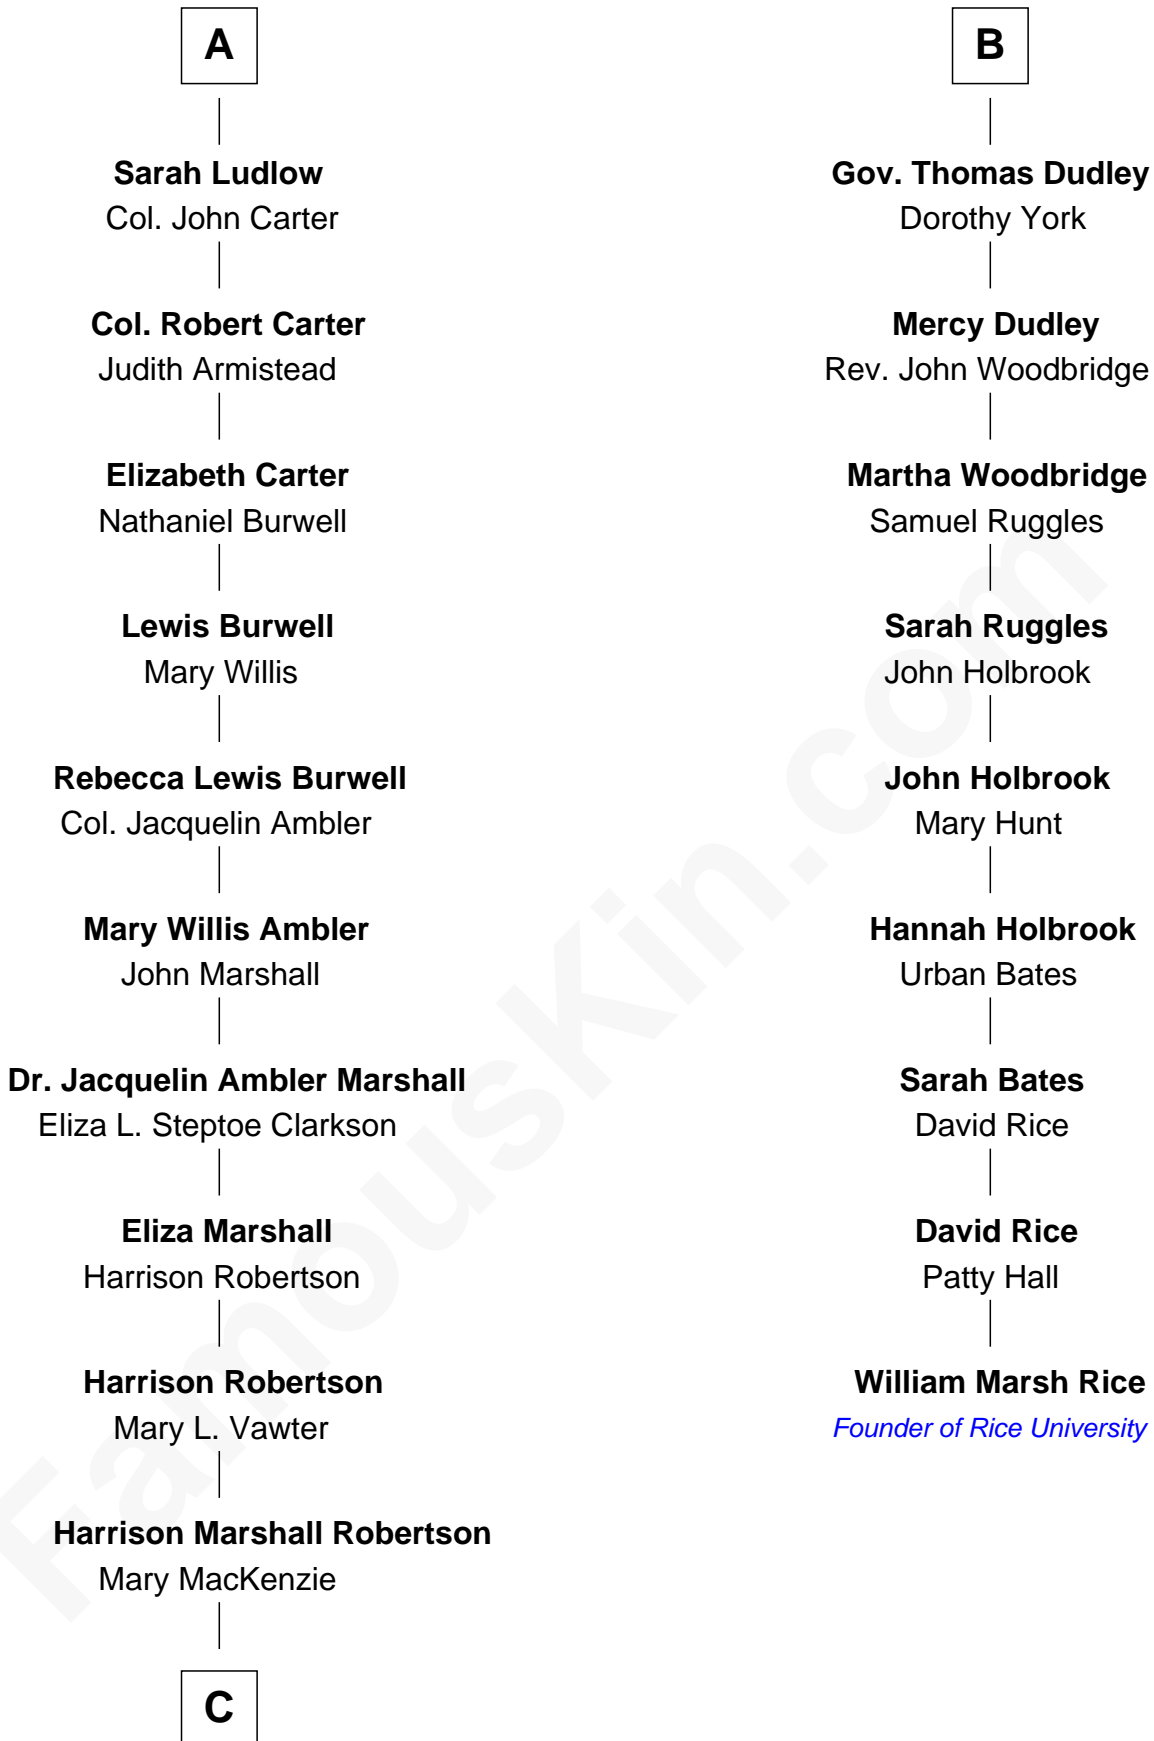 A
Sarah Ludlow
Col. John Carter
Col. Robert Carter
Judith Armistead
Elizabeth Carter
Nathaniel Burwell
Lewis Burwell
Mary Willis
Rebecca Lewis Burwell
Col. Jacquelin Ambler
Mary Willis Ambler
John Marshall
Dr. Jacquelin Ambler Marshall
Eliza L. Steptoe Clarkson
Eliza Marshall
Harrison Robertson
Harrison Robertson
Mary L. Vawter
Harrison Marshall Robertson
Mary MacKenzie
C
B
Gov. Thomas Dudley
Dorothy York
Mercy Dudley
Rev. John Woodbridge
Martha Woodbridge
Samuel Ruggles
Sarah Ruggles
John Holbrook
John Holbrook
Mary Hunt
Hannah Holbrook
Urban Bates
Sarah Bates
David Rice
David Rice
Patty Hall
William Marsh Rice
Founder of Rice University
FamousKin.com